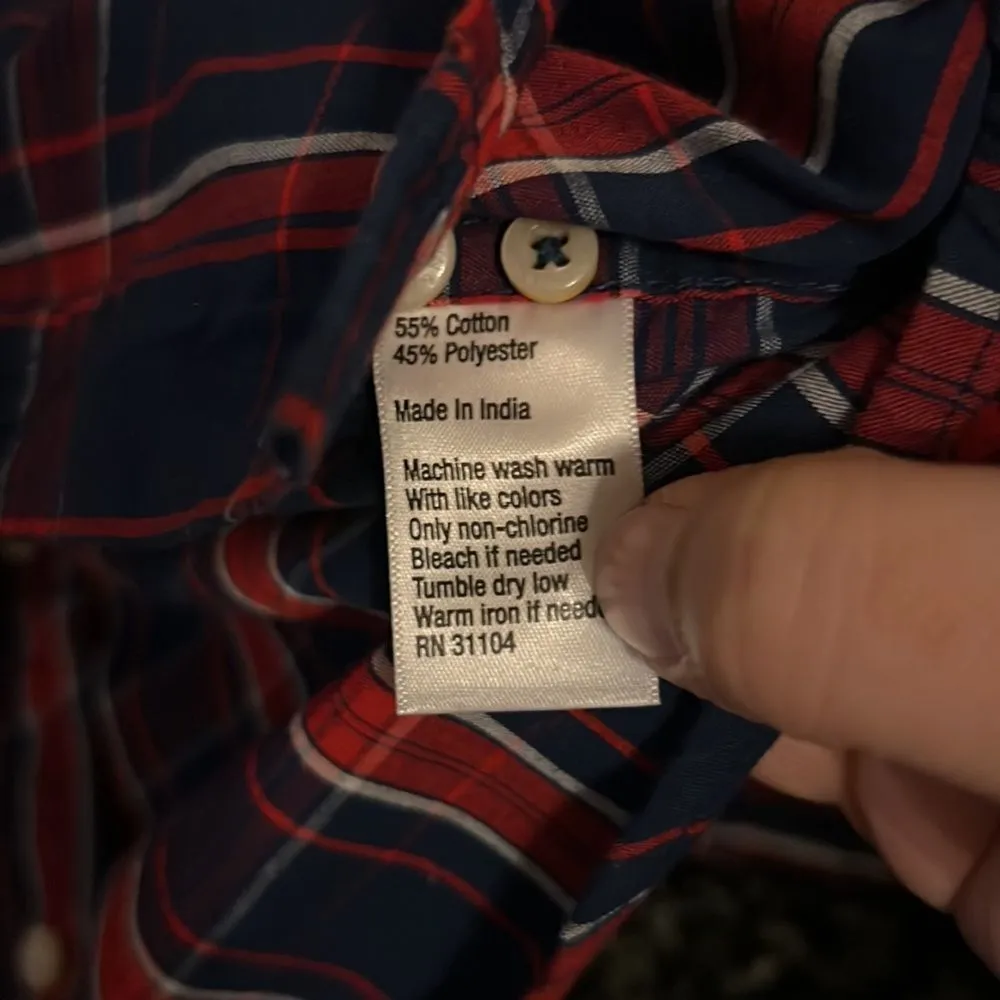 55% Cotton
45% Polyester
Made In India
Machine wash warm
With like colors
Only non-chlorine
Bleach if needed
Tumble dry low
Warm iron if
RN 31104